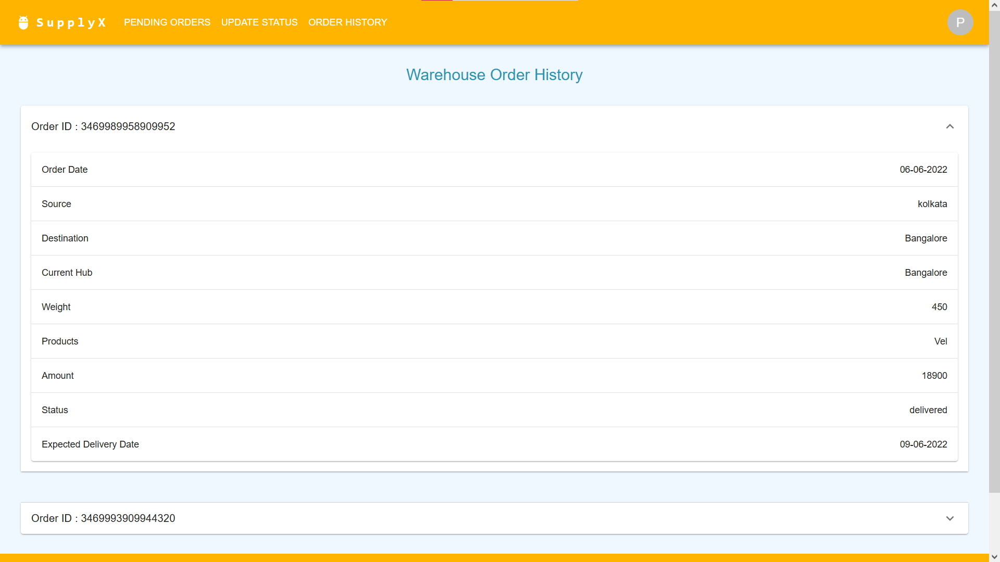 SupplyX PENDING ORDERS UPDATE STATUS ORDER HISTORY P
Warehouse Order History
Order ID : 3469989958909952
Order Date 06-06-2022
Source kolkata
Destination Bangalore
Current Hub Bangalore
Weight 450
Products Vel
Amount 18900
Status delivered
Expected Delivery Date 09-06-2022
Order ID : 3469993909944320